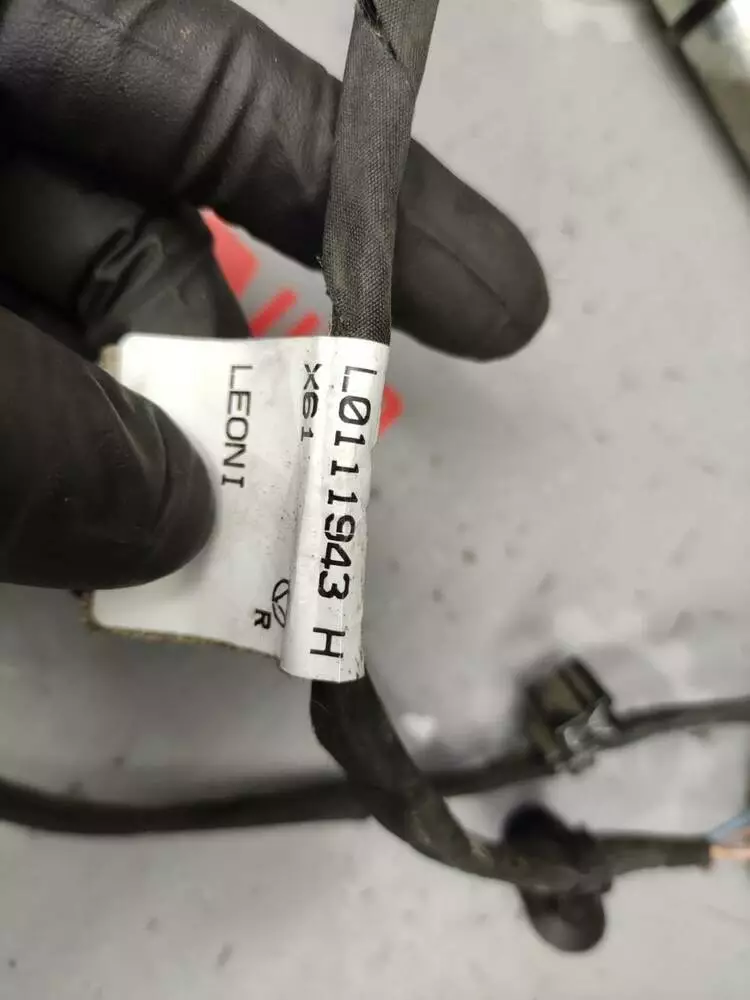 L0111943 H
X61
LEONI
R